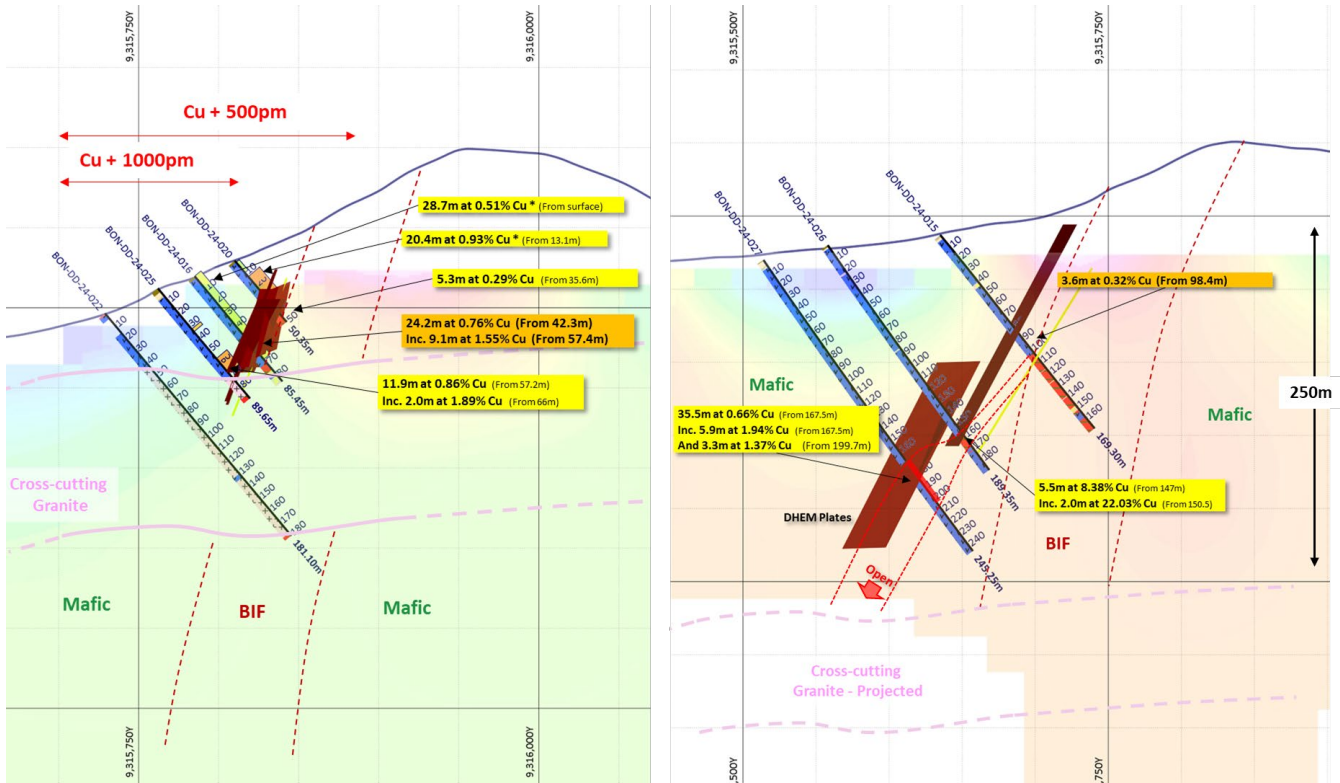 9,315,750Y
9,316,000Y
Cu + 500pm
Cu + 1000pm
BON-DD-24-020
BON-DD-24-016
BON-DD-24-025
BON-DD-24-022
28.7m at 0.51% Cu * (From surface)
20.4m at 0.93% Cu * (From 13.1m)
5.3m at 0.29% Cu (From 35.6m)
24.2m at 0.76% Cu (From 42.3m)
Inc. 9.1m at 1.55% Cu (From 57.4m)
11.9m at 0.86% Cu (From 57.2m)
Inc. 2.0m at 1.89% Cu (From 66m)
50.35m
85.45m
89.65m
181.10m
Cross-cutting
Granite
Mafic
BIF
Mafic
9,315,750Y
9,316,000Y
9,315,500Y
9,315,750Y
BON-DD-24-027
BON-DD-24-026
BON-DD-24-015
3.6m at 0.32% Cu (From 98.4m)
Mafic
Mafic
250m
35.5m at 0.66% Cu (From 167.5m)
Inc. 5.9m at 1.94% Cu (From 167.5m)
And 3.3m at 1.37% Cu (From 199.7m)
169.30m
189.35m
5.5m at 8.38% Cu (From 147m)
Inc. 2.0m at 22.03% Cu (From 150.5)
DHEM Plates
BIF
245.25m
Open
Cross-cutting
Granite - Projected
,500Y
,750Y